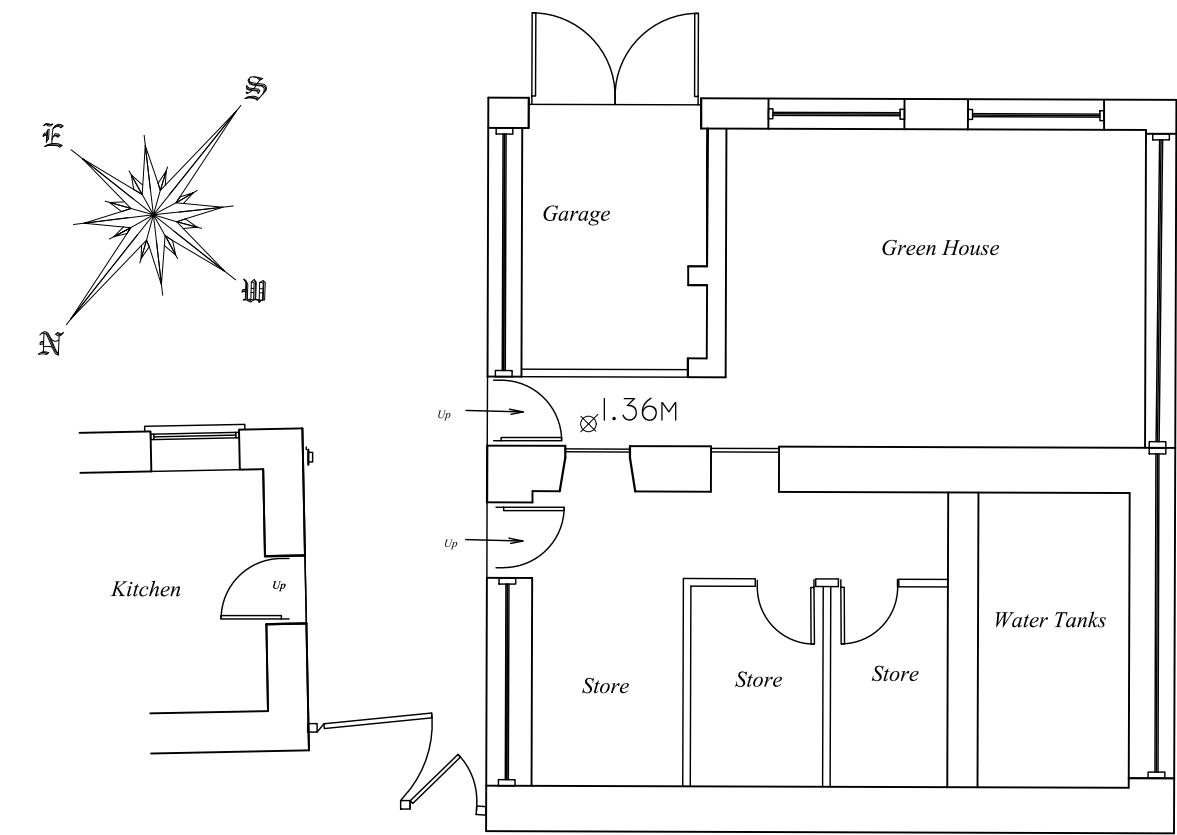 S
E
Garage
Green House
W
N
Up
1.36M
Up
Kitchen
Up
Water Tanks
Store
Store
Store